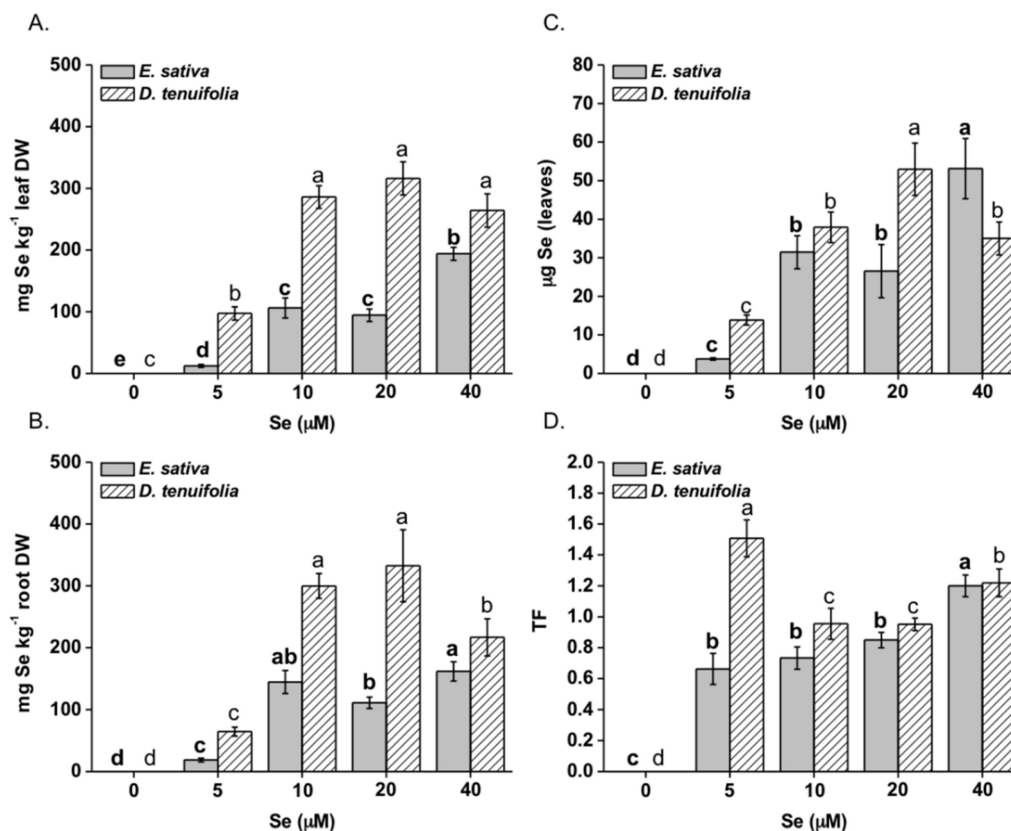 A.
500
400
300
200
100
0
mg Se kg⁻¹ leaf DW
E. sativa
D. tenuifolia
e c d b c a c a b a
0 5 10 20 40
Se (µM)
B.
500
400
300
200
100
0
mg Se kg⁻¹ root DW
E. sativa
D. tenuifolia
d d c c ab a b a a b
0 5 10 20 40
Se (µM)
C.
80
70
60
50
40
30
20
10
0
µg Se (leaves)
E. sativa
D. tenuifolia
d d c c b b b a a b
0 5 10 20 40
Se (µM)
D.
2.0
1.8
1.6
1.4
1.2
1.0
0.8
0.6
0.4
0.2
0.0
TF
E. sativa
D. tenuifolia
c d b a b c b c a b
0 5 10 20 40
Se (µM)